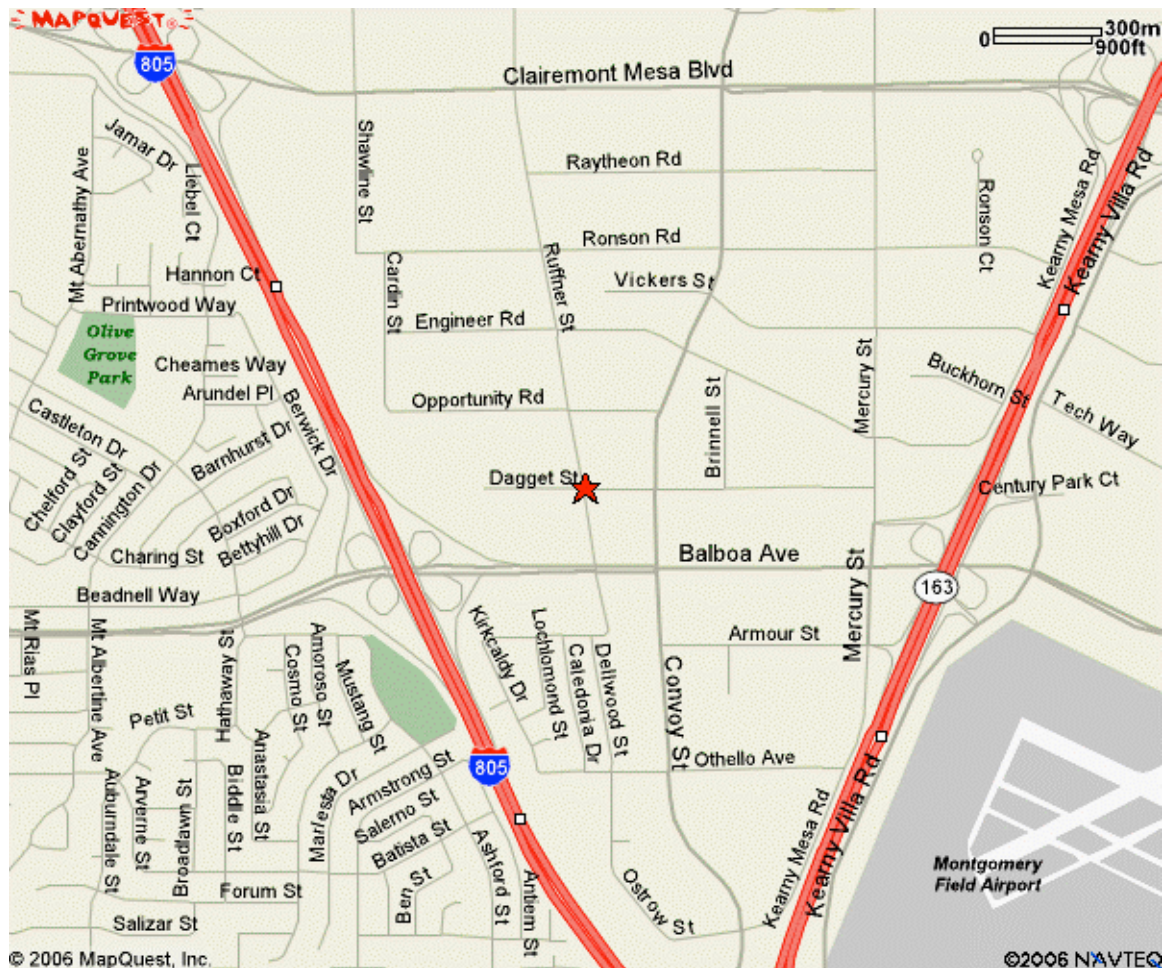 MAPQUEST
805
0
300m
900ft
Clairemont Mesa Blvd
Jamar Dr
Mt Abernathy Ave
Liebel Ct
Shawline St
Raytheon Rd
Kearny Mesa Rd
Kearny Villa Rd
Ronson Ct
Ronson Rd
Ruffner St
Hannon Ct
Cardin St
Vickers St
Printwood Way
Engineer Rd
Olive
Grove
Park
Cheames Way
Arundel Pl
Mercury St
Buckhorn St
Tech Way
Opportunity Rd
Berwick Dr
Brinnell St
Castleton Dr
Barnhurst Dr
Chelford St
Clayford St
Cannington Dr
Dagget St
Century Park Ct
Boxford Dr
Bettyhill Dr
Charing St
Balboa Ave
Beadnell Way
163
Mercury St
Mt Rias Pl
Mt Albertine Ave
Hathaway St
Cosmo St
Amoroso St
Mustang St
Kirkcaldy Dr
Lochlomond St
Caledonia Dr
Dellwood St
Armour St
Convoy St
Petit St
Anastasia St
805
Othello Ave
Auburndale St
Arverne St
Broadlawn St
Biddle St
Marlesta Dr
Armstrong St
Salerno St
Batista St
Ashford St
Kearny Mesa Rd
Kearny Villa Rd
Montgomery
Field Airport
Forum St
Ben St
Antiem St
Ostrow St
Salizar St
© 2006 MapQuest, Inc.
©2006 NAVTEQ